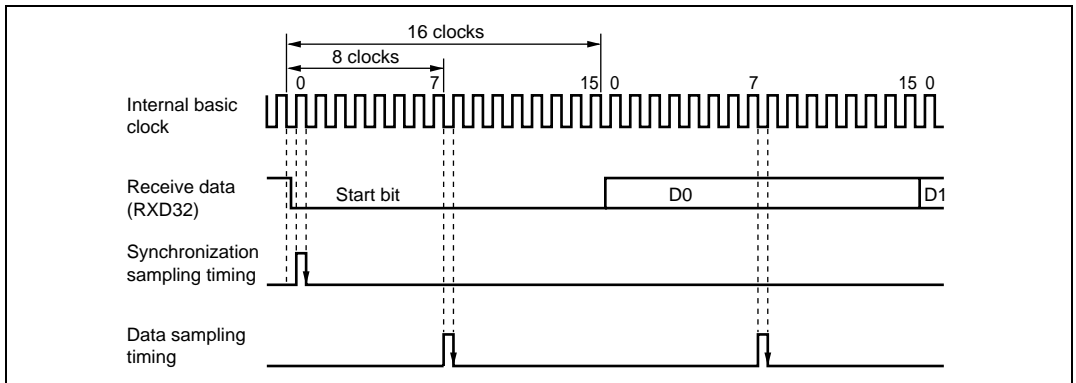 16 clocks
8 clocks
0 7 15 0 7 15 0
Internal basic
clock
Receive data
(RXD32)
Start bit D0 D1
Synchronization
sampling timing
Data sampling
timing